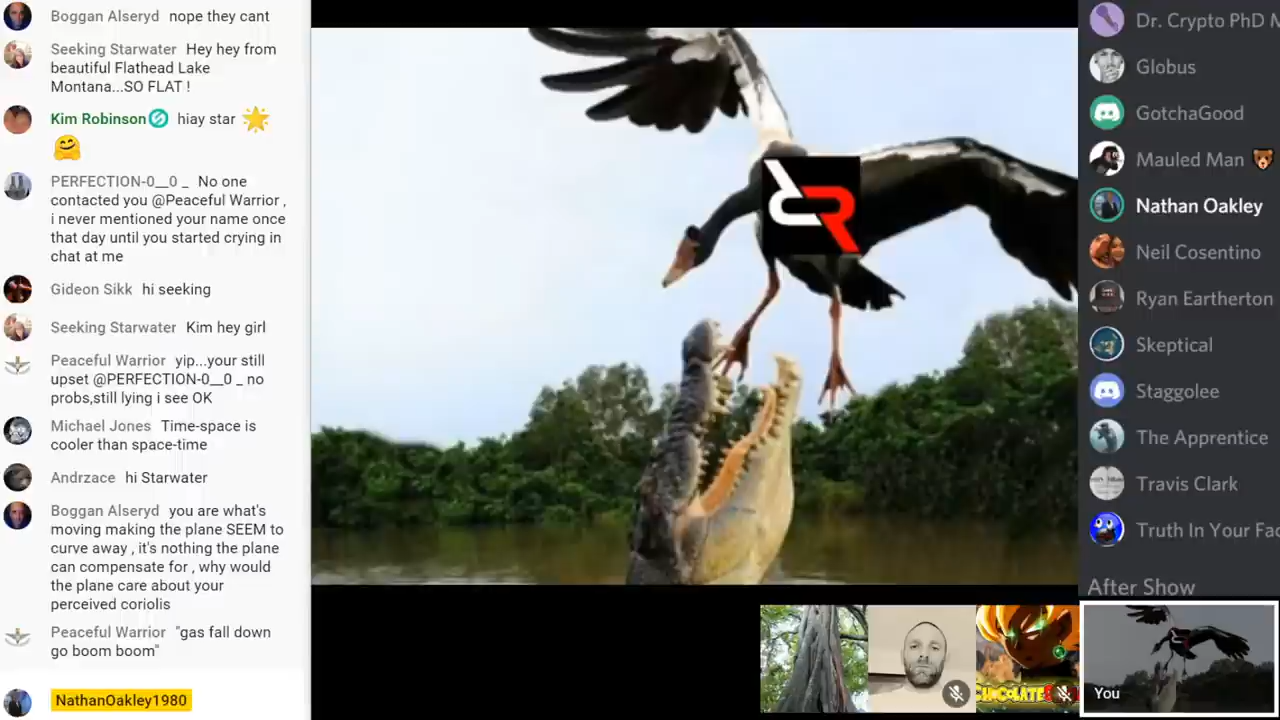 Boggan Alseryd nope they cant
Seeking Starwater Hey hey from
beautiful Flathead Lake
Montana...SO FLAT !
Kim Robinson hiay star 🌟
🤗
PERFECTION-0__0 _ No one
contacted you @Peaceful Warrior ,
i never mentioned your name once
that day until you started crying in
chat at me
Gideon Sikk hi seeking
Seeking Starwater Kim hey girl
Peaceful Warrior yip...your still
upset @PERFECTION-0__0 _ no
probs,still lying i see OK
Michael Jones Time-space is
cooler than space-time
Andrzace hi Starwater
Boggan Alseryd you are what's
moving making the plane SEEM to
curve away , it's nothing the plane
can compensate for , why would
the plane care about your
perceived coriolis
Peaceful Warrior "gas fall down
go boom boom"
NathanOakley1980
R
CHOCOLATE
You
Dr. Crypto PhD
Globus
GotchaGood
Mauled Man 🐻
Nathan Oakley
Neil Cosentino
Ryan Eartherton
Skeptical
Staggolee
The Apprentice
Travis Clark
Truth In Your Fac
After Show